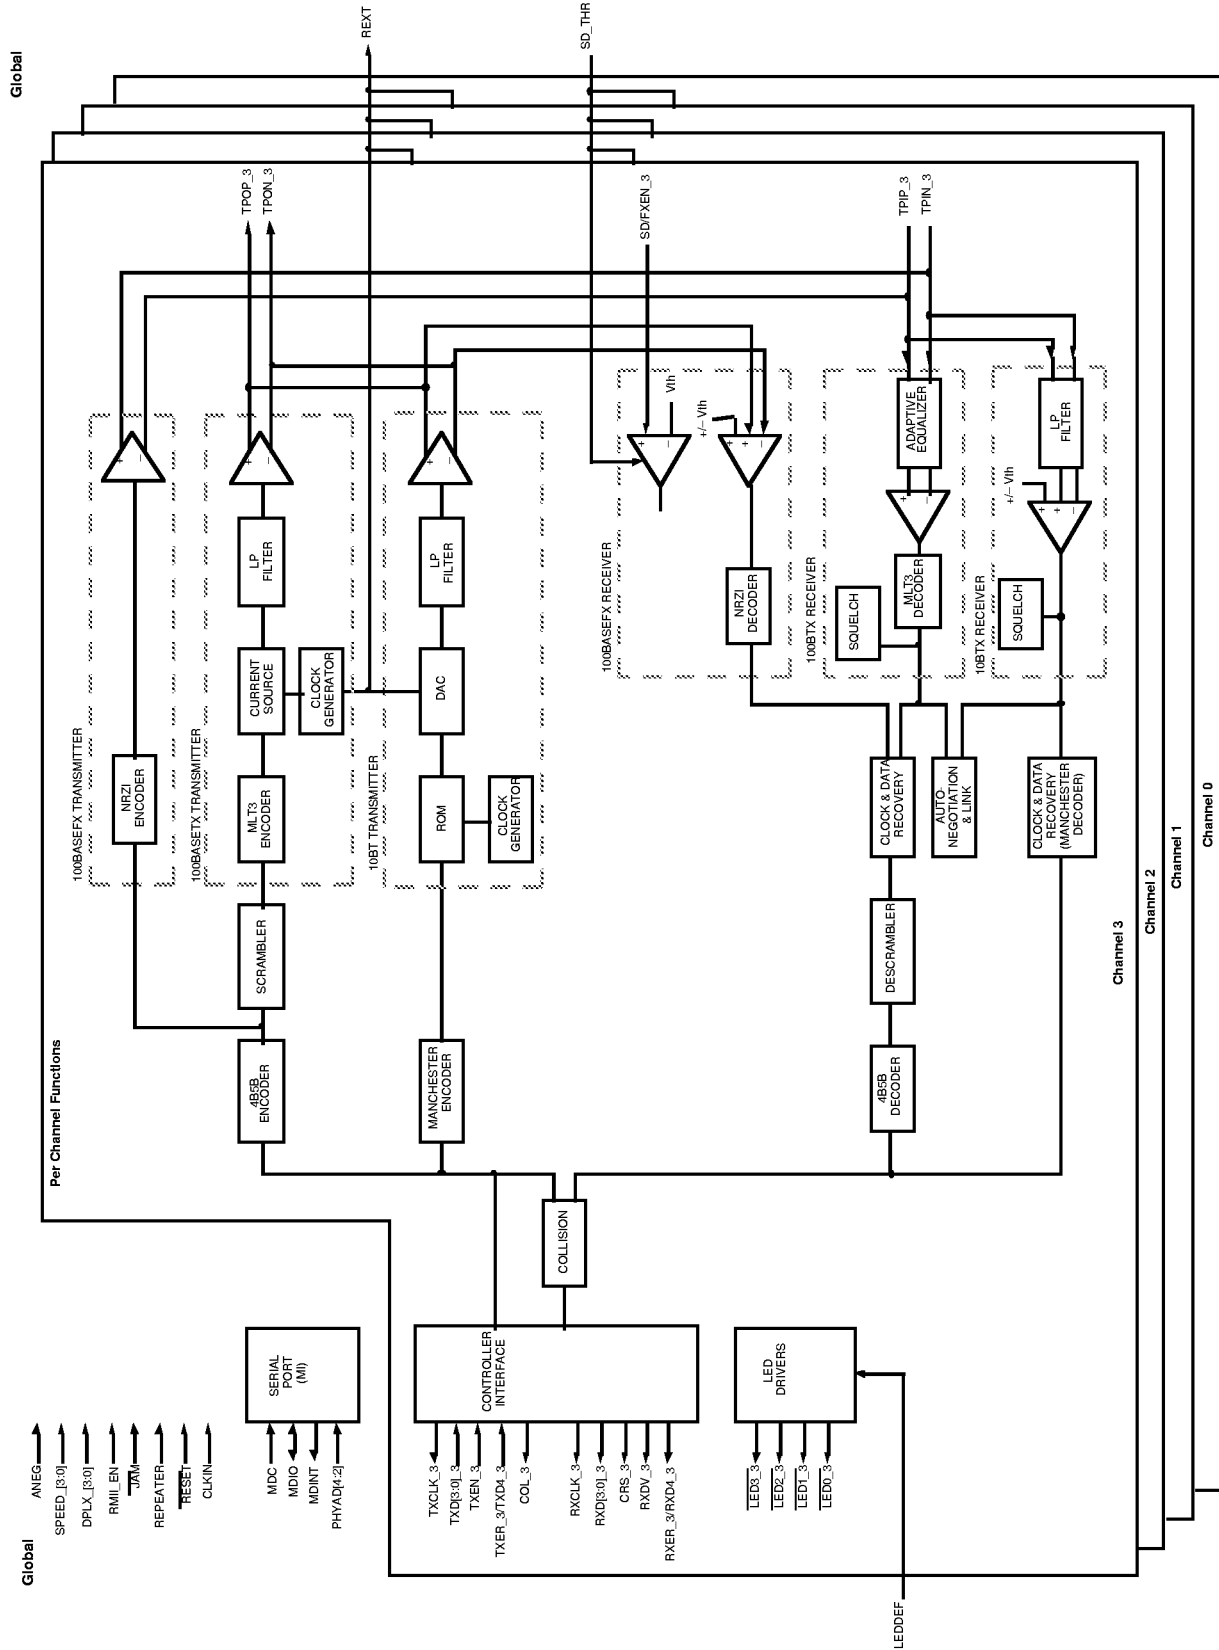 Global
ANEG
SPEED_[3:0]
DPLX_[3:0]
RMII_EN
JAM
REPEATER
RESET
CLKIN
MDC
MDIO
MDINT
PHYAD[4:2]
SERIAL
PORT
(MI)
TXCLK_3
TXD[3:0]_3
TXEN_3
TXER_3/TXD4_3
COL_3
RXCLK_3
RXD[3:0]_3
CRS_3
RXDV_3
RXER_3/RXD4_3
CONTROLLER
INTERFACE
LED3_3
LED2_3
LED1_3
LED0_3
LED
DRIVERS
LEDDEF
COLLISION
Per Channel Functions
4B5B
ENCODER
SCRAMBLER
MANCHESTER
ENCODER
100BASEFX TRANSMITTER
NRZI
ENCODER
+
−
100BASETX TRANSMITTER
MLT3
ENCODER
CURRENT
SOURCE
CLOCK
GENERATOR
LP
FILTER
+
−
10BT TRANSMITTER
ROM
CLOCK
GENERATOR
DAC
LP
FILTER
+
−
4B5B
DECODER
DESCRAMBLER
CLOCK & DATA
RECOVERY
AUTO-
NEGOTIATION
& LINK
CLOCK & DATA
RECOVERY
(MANCHESTER
DECODER)
100BASEFX RECEIVER
NRZI
DECODER
+
−
Vth
+/− Vth
+
+
−
100BTX RECEIVER
SQUELCH
MLT3
DECODER
+
−
ADAPTIVE
EQUALIZER
10BTX RECEIVER
SQUELCH
+/− Vth
+
+
−
LP
FILTER
TPOP_3
TPON_3
REXT
SD_THR
SD/FXEN_3
TPIP_3
TPIN_3
Global
Channel 3
Channel 2
Channel 1
Channel 0